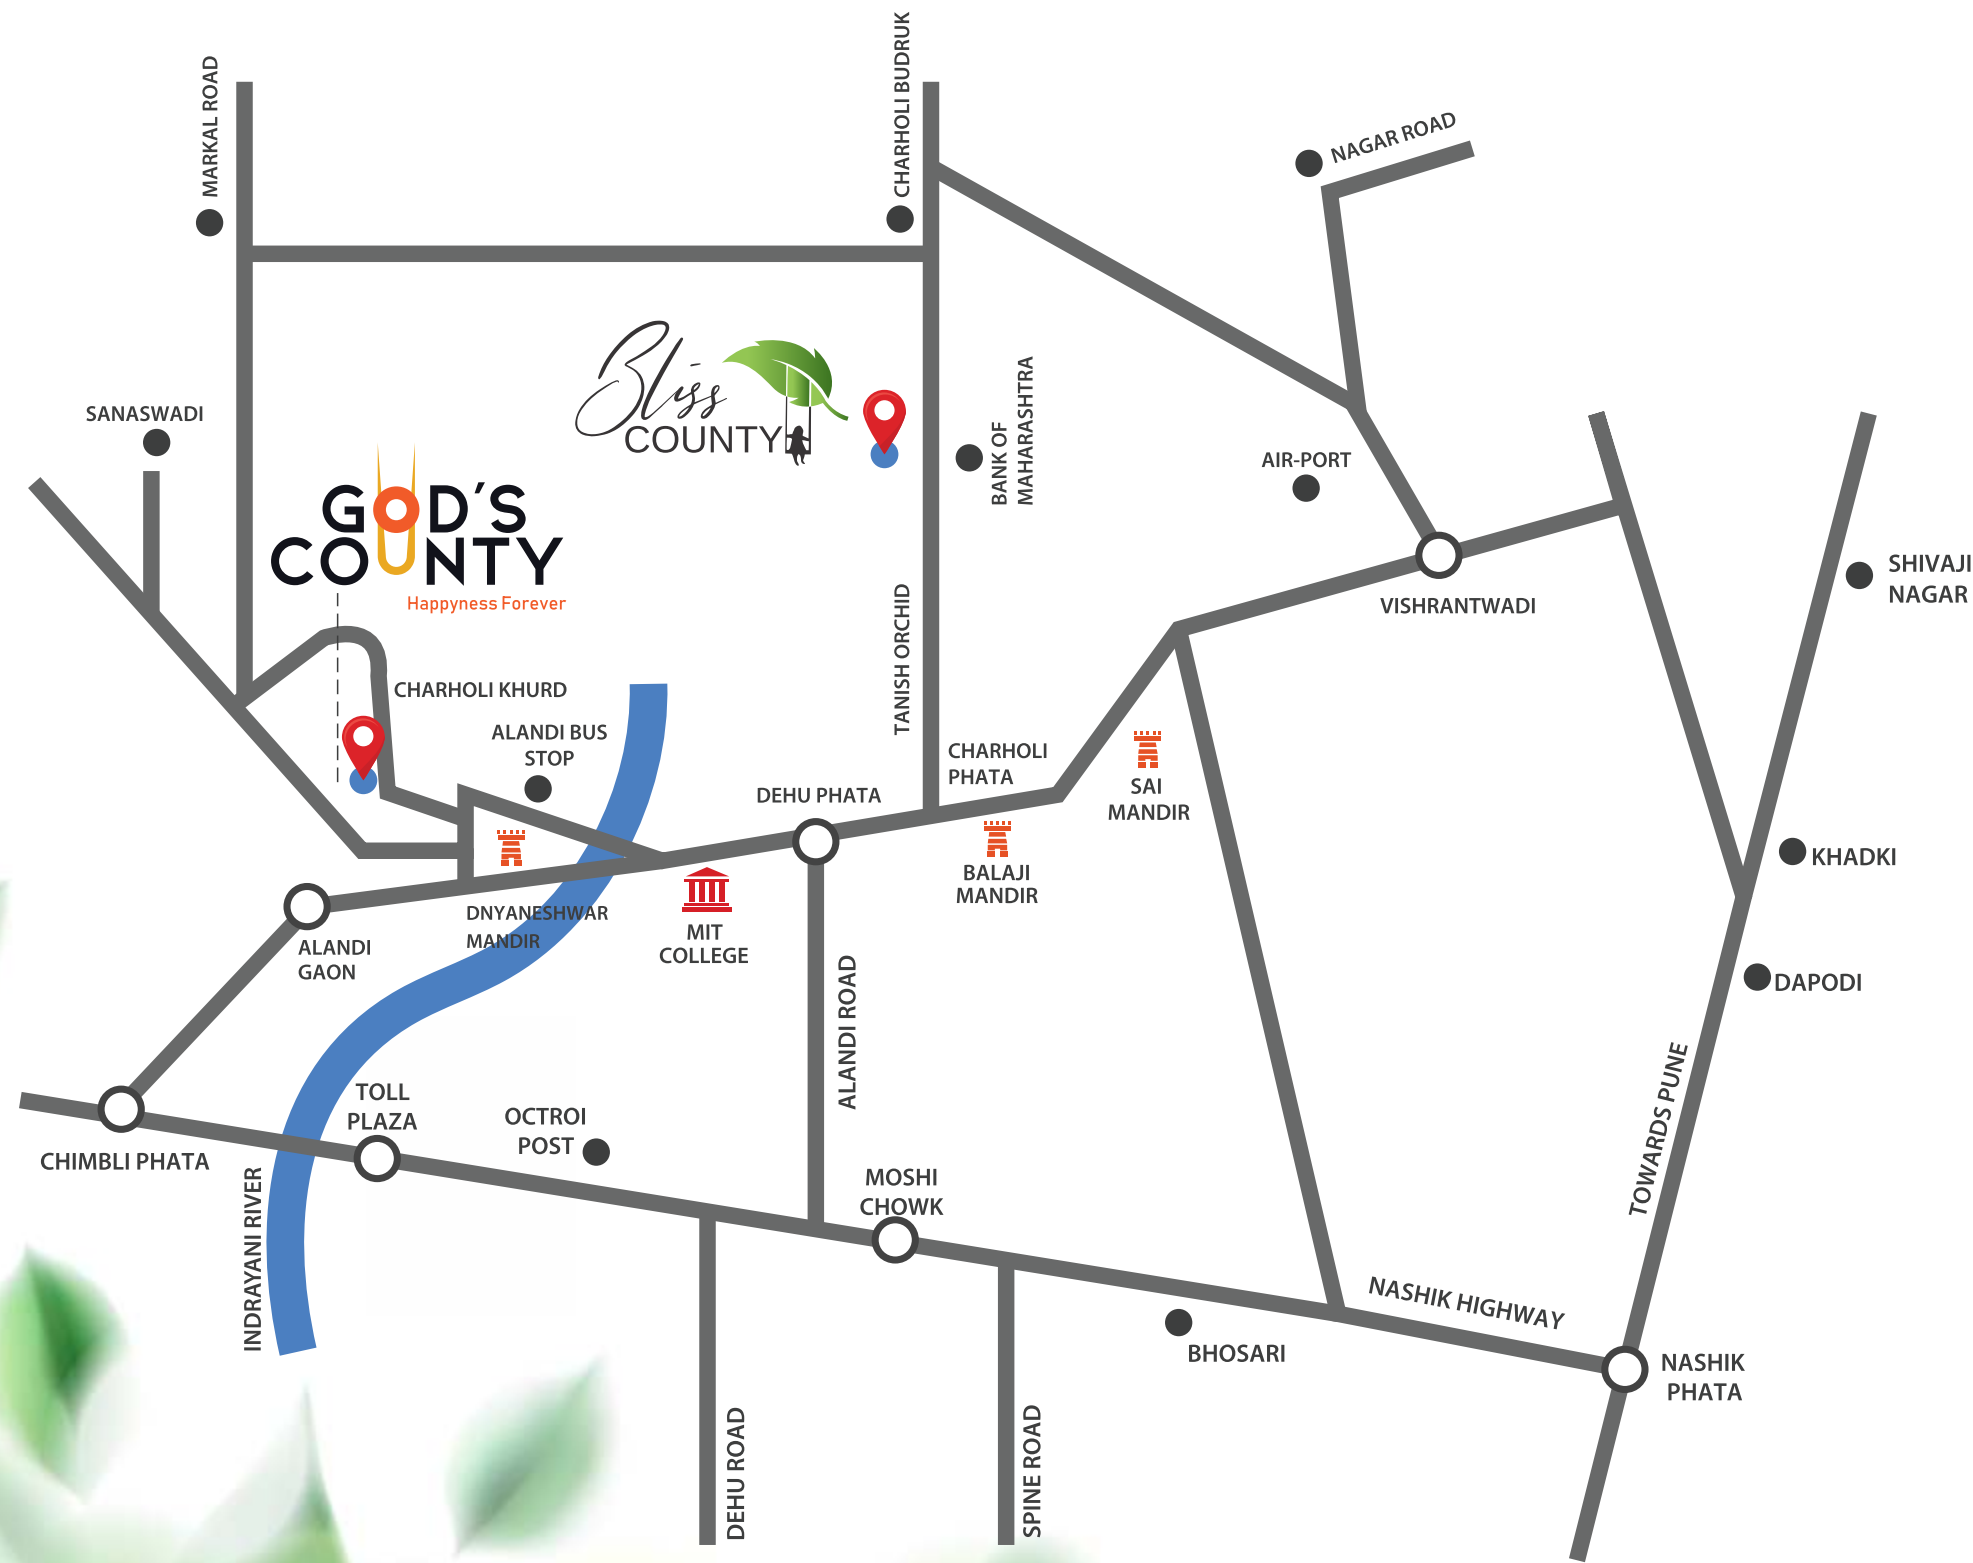 CHARHOLI BUDRUK
MARKAL ROAD
NAGAR ROAD
Bliss
COUNTY
BANK OF
MAHARASHTRA
SANASWADI
AIR-PORT
GOD'S
COUNTY
Happyness Forever
SHIVAJI
NAGAR
VISHRANTWADI
TANISH ORCHID
CHARHOLI KHURD
ALANDI BUS
STOP
CHARHOLI
PHATA
SAI
MANDIR
DEHU PHATA
BALAJI
MANDIR
KHADKI
DNYANESHWAR
MANDIR
MIT
COLLEGE
ALANDI
GAON
DAPODI
ALANDI ROAD
TOWARDS PUNE
TOLL
PLAZA
OCTROI
POST
CHIMBLI PHATA
MOSHI
CHOWK
INDRAYANI RIVER
NASHIK HIGHWAY
BHOSARI
NASHIK
PHATA
DEHU ROAD
SPINE ROAD